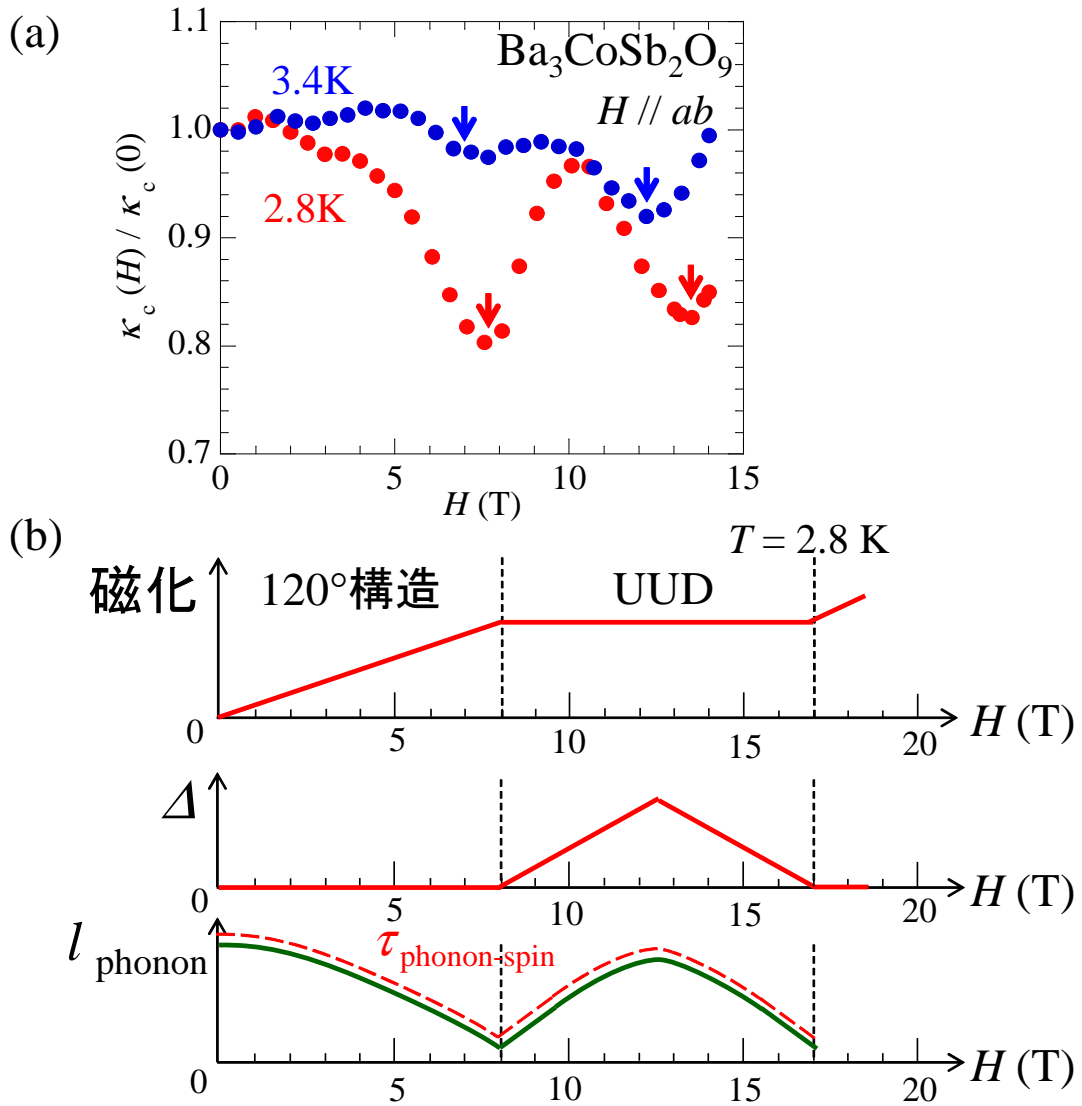 (a)
1.1
1.0
0.9
0.8
0.7
κc (H) / κc (0)
Ba3CoSb2O9
H // ab
3.4K
2.8K
0 5 10 15
H (T)
(b)
T = 2.8 K
磁化
120°構造
UUD
0 5 10 15 20
H (T)
Δ
0 5 10 15 20
H (T)
l phonon
τphonon-spin
0 5 10 15 20
H (T)